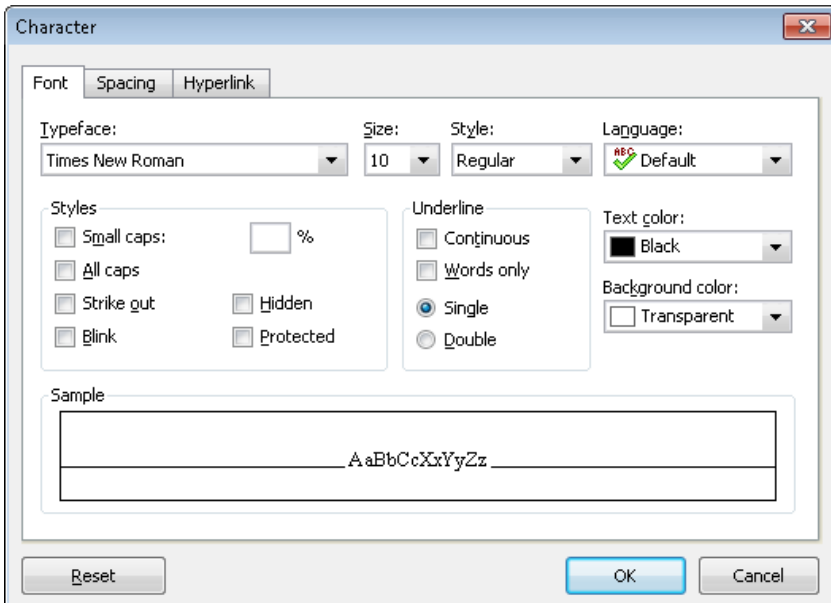 Character
Font Spacing Hyperlink
Typeface: Size: Style: Language:
Times New Roman 10 Regular ABC Default
Styles Underline Text color:
Small caps: % Continuous Black
All caps Words only Background color:
Strike out Hidden Single Transparent
Blink Protected Double
Sample
AaBbCcXxYyZz
Reset OK Cancel